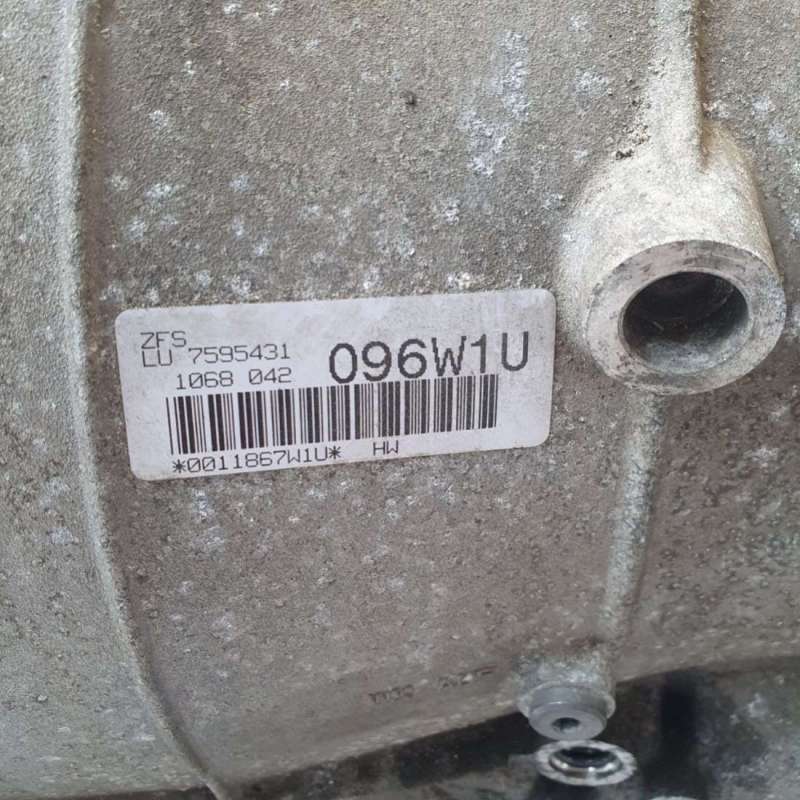 ZFS
LU 7595431
1068 042 096W1U
*0011867W1U* HW